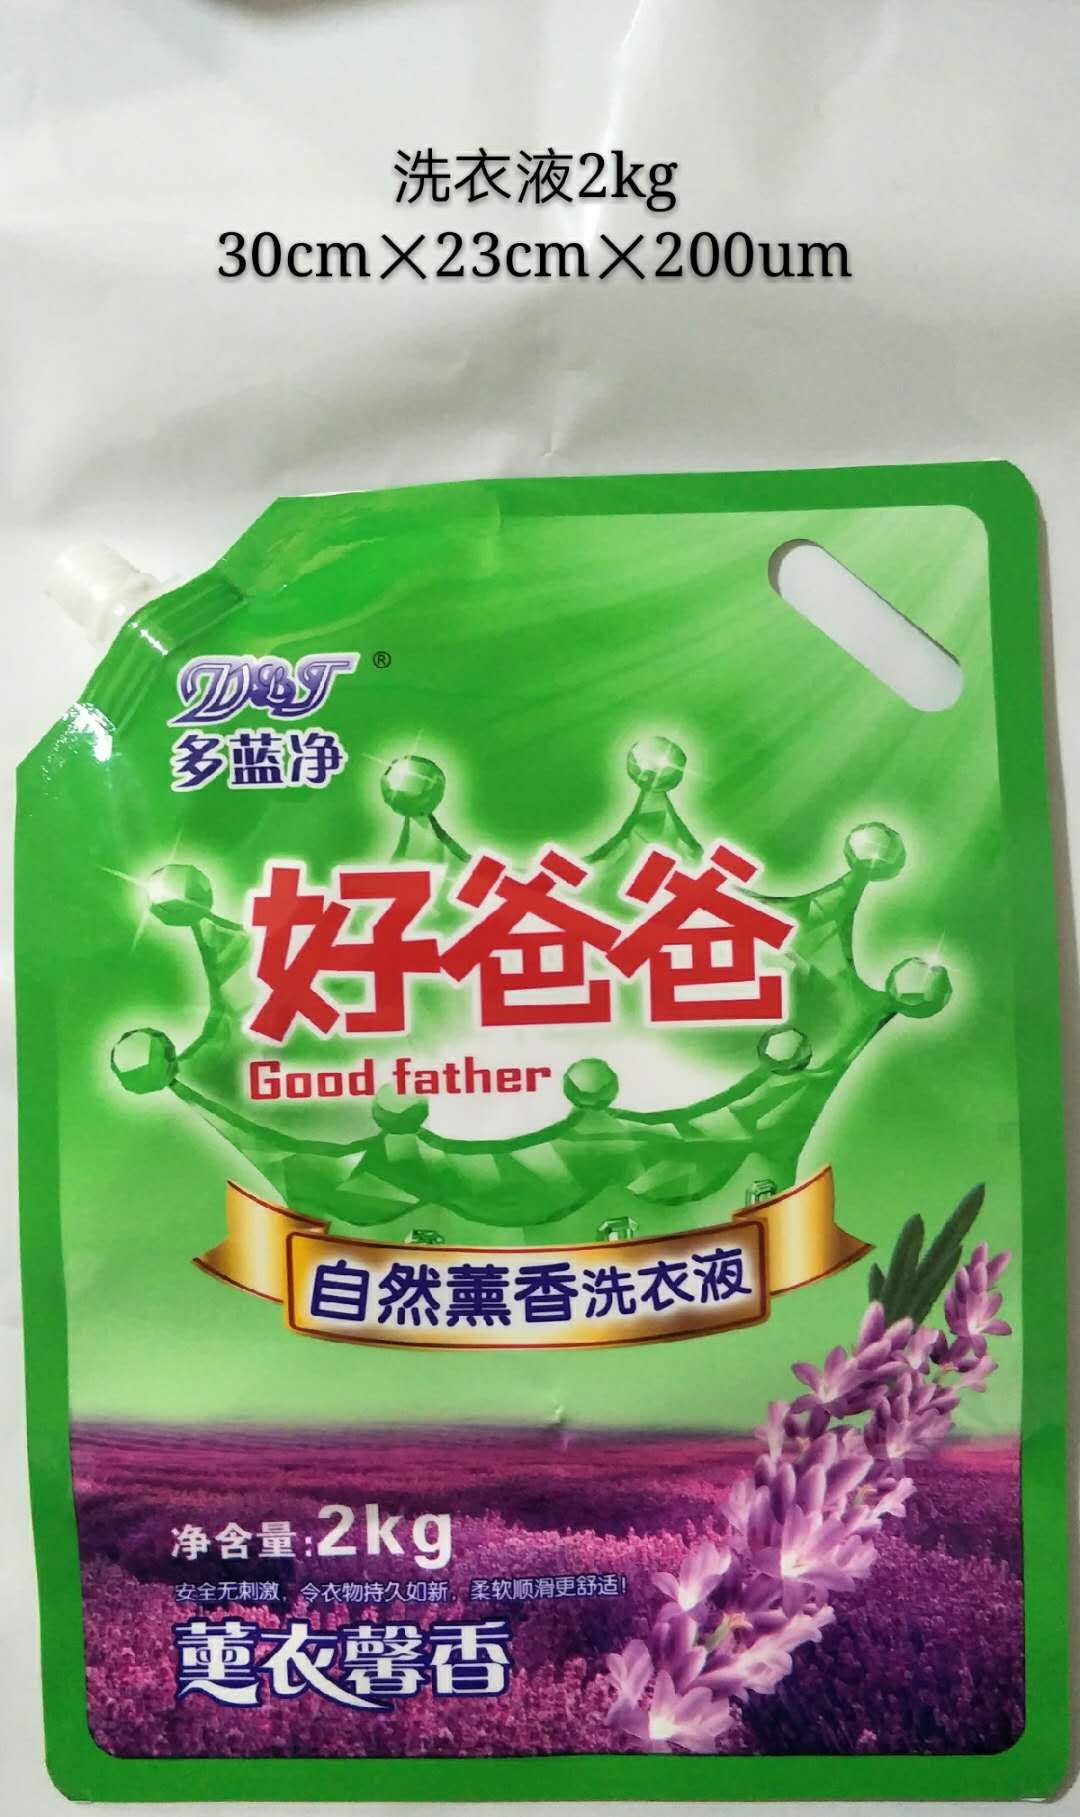 洗衣液2kg
30cm×23cm×200um
DBT®
多蓝净
好爸爸
Good father
自然薰香洗衣液
净含量:2kg
安全无刺激，令衣物持久如新，柔软顺滑更舒适！
薰衣馨香